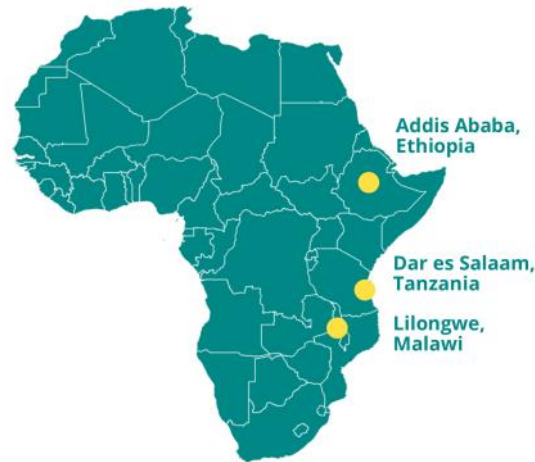 Addis Ababa,
Ethiopia
Dar es Salaam,
Tanzania
Lilongwe,
Malawi